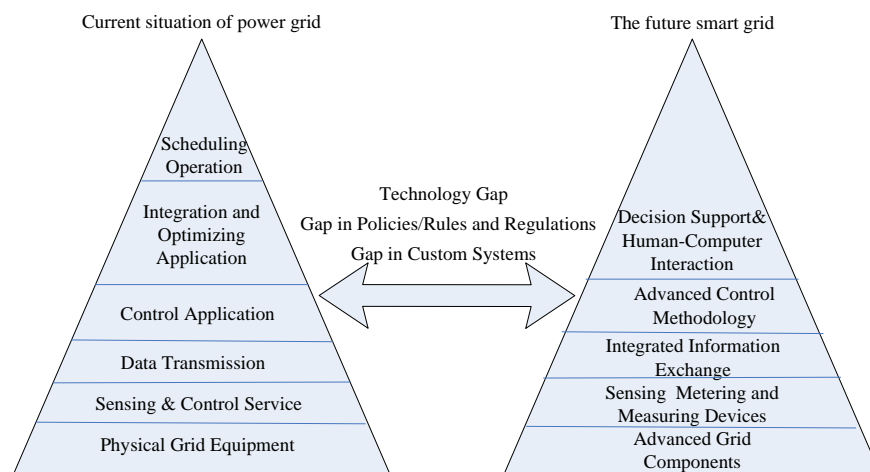 Current situation of power grid
Scheduling
Operation
Integration and
Optimizing
Application
Control Application
Data Transmission
Sensing & Control Service
Physical Grid Equipment
Technology Gap
Gap in Policies/Rules and Regulations
Gap in Custom Systems
The future smart grid
Decision Support&
Human-Computer
Interaction
Advanced Control
Methodology
Integrated Information
Exchange
Sensing Metering and
Measuring Devices
Advanced Grid
Components